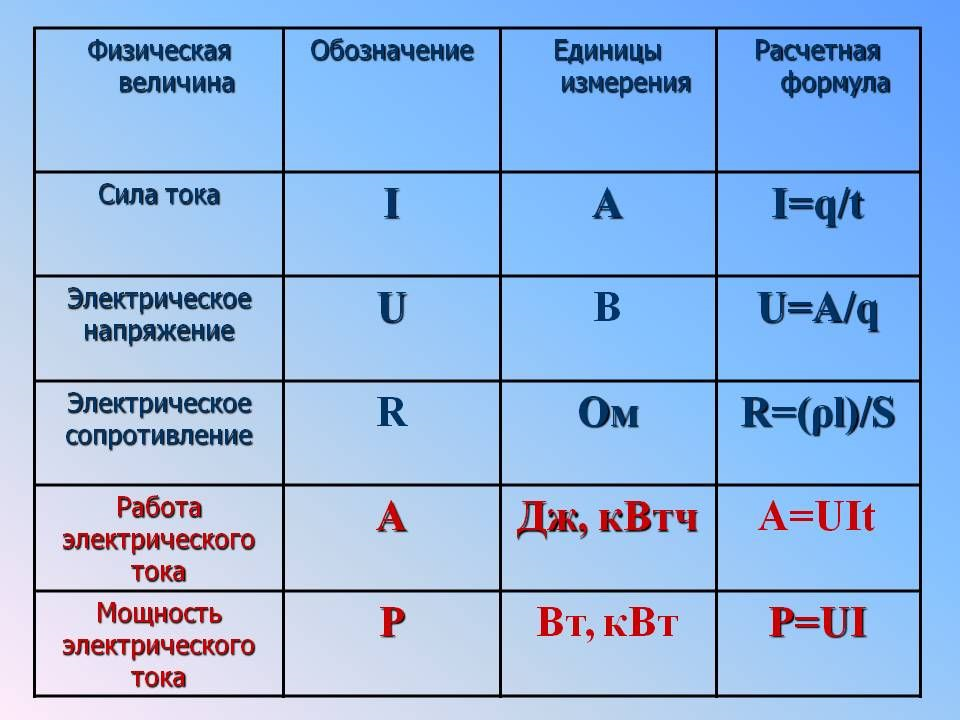 Физическая
величина
Обозначение
Единицы
измерения
Расчетная
формула
Сила тока
I
А
I=q/t
Электрическое
напряжение
U
В
U=A/q
Электрическое
сопротивление
R
Ом
R=(ρl)/S
Работа
электрического
тока
А
Дж, кВтч
A=UIt
Мощность
электрического
тока
Р
Вт, кВт
P=UI